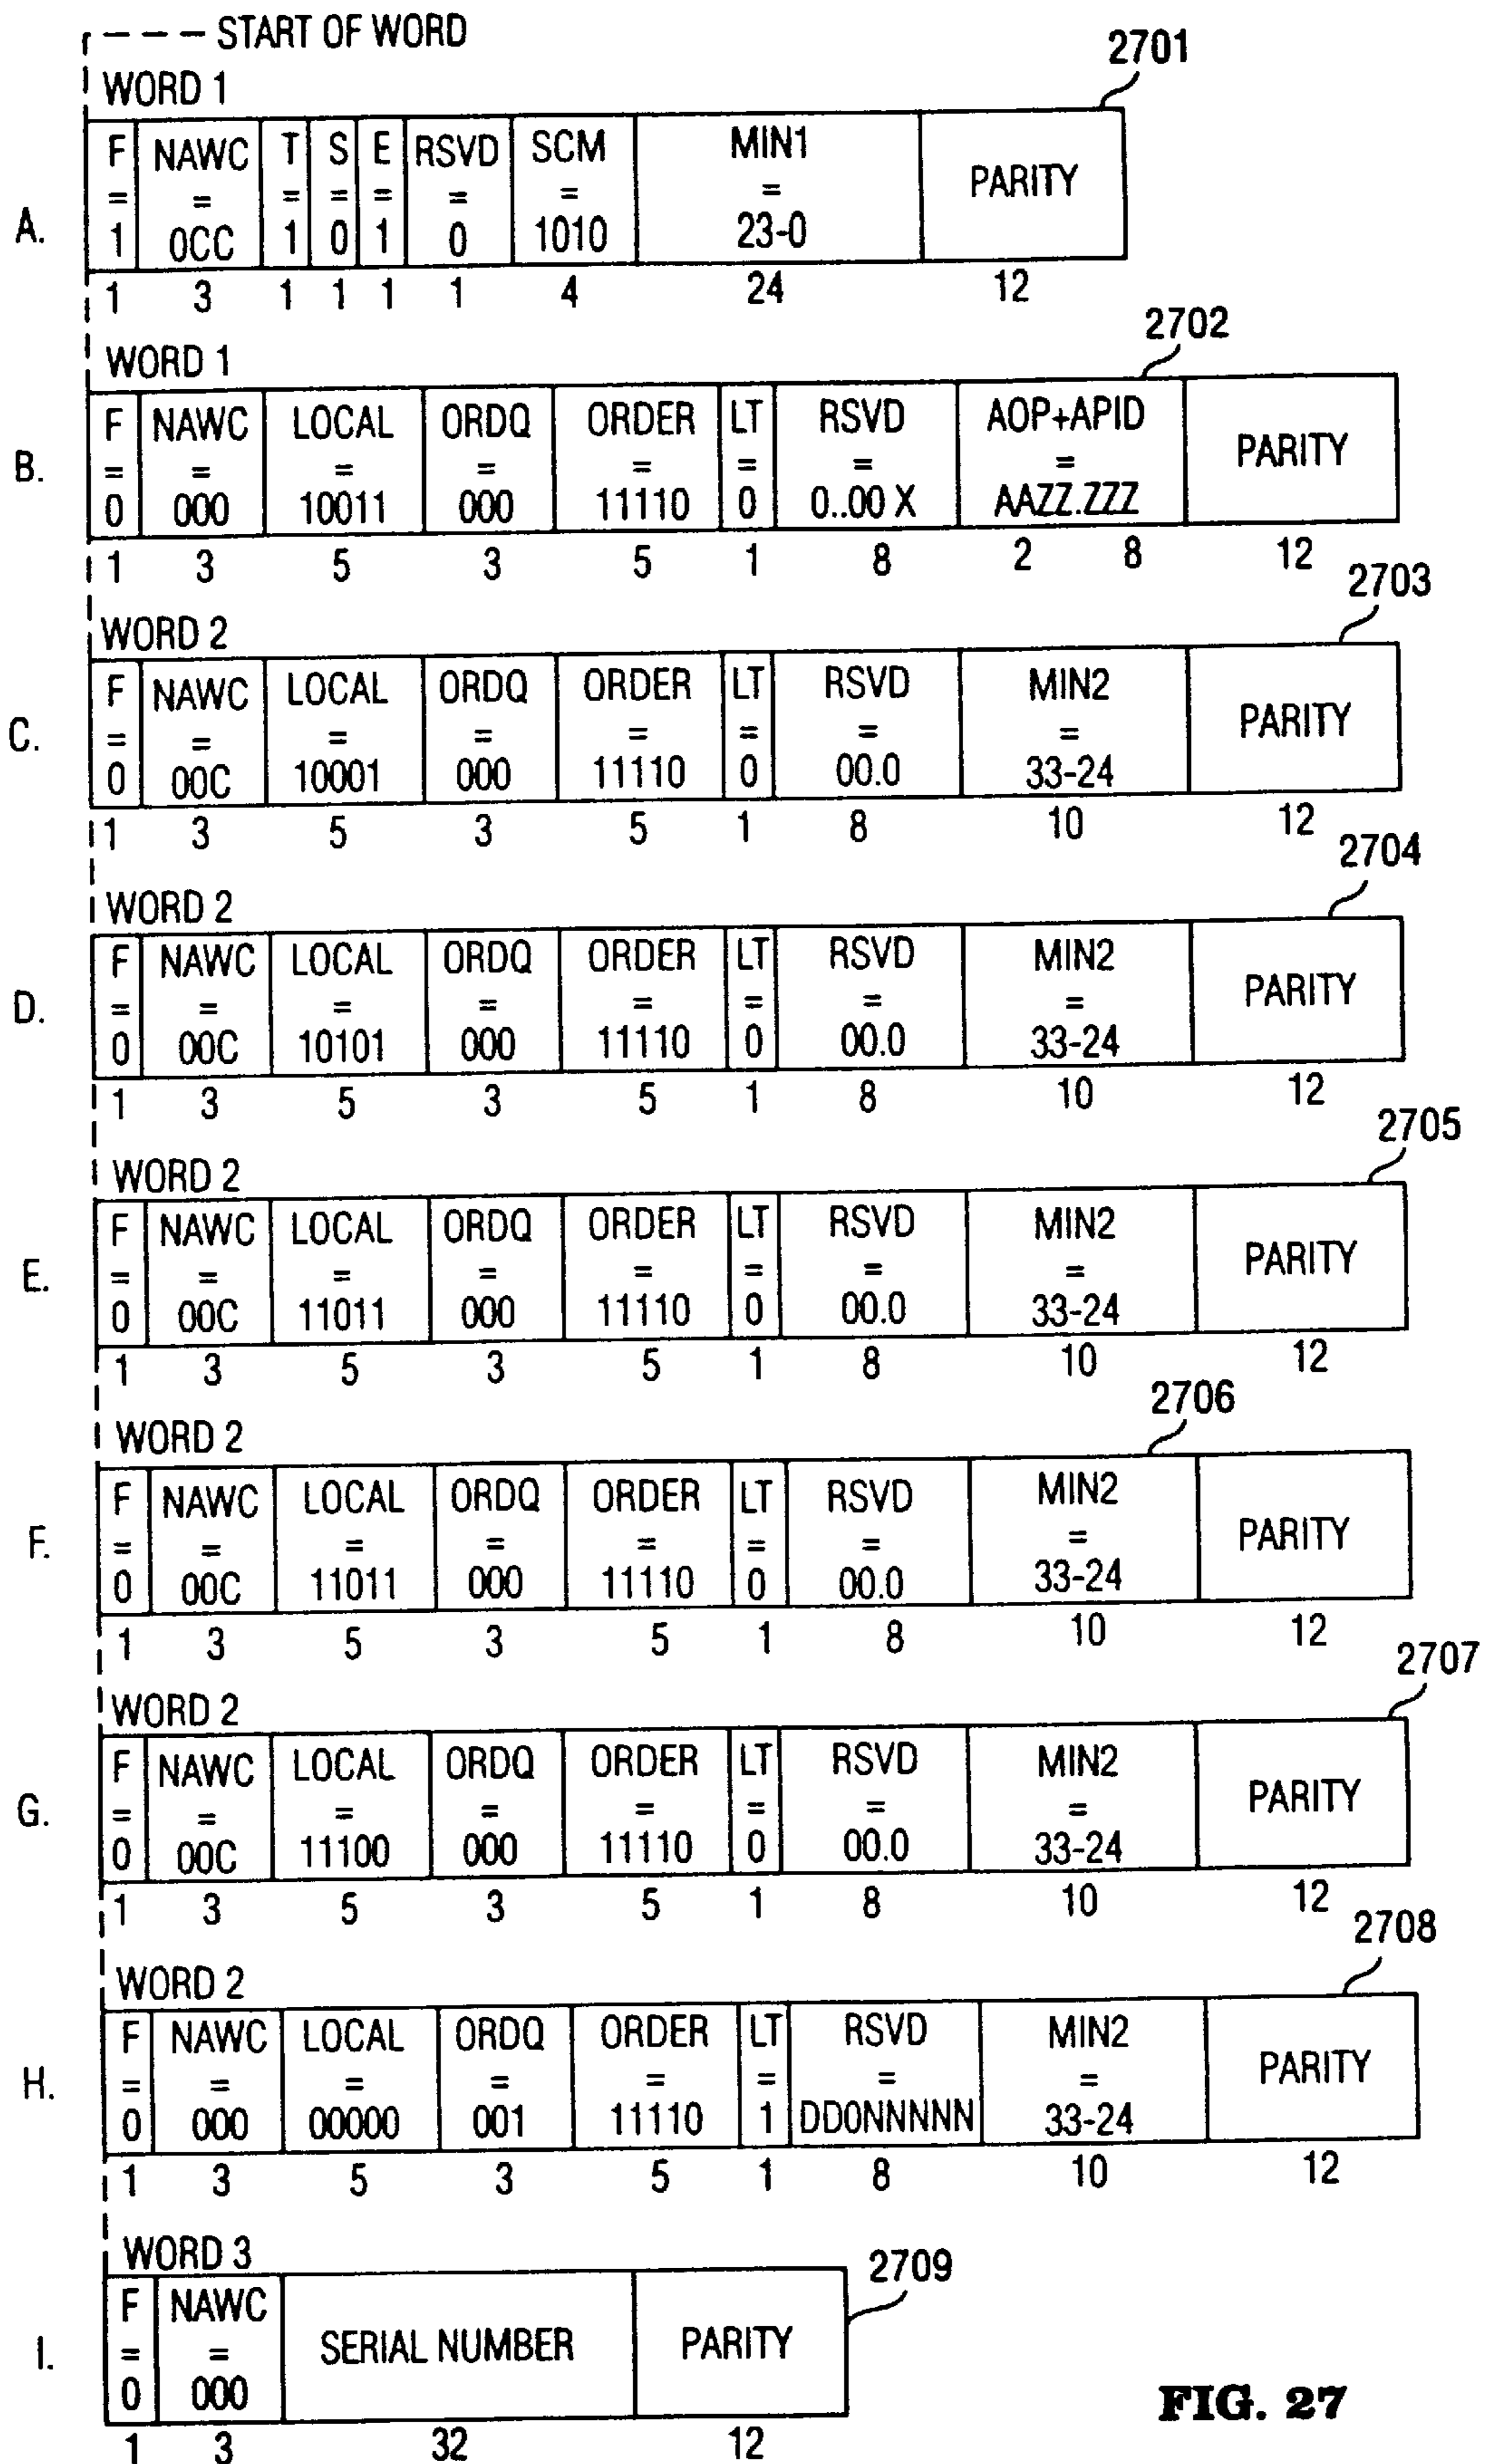 START OF WORD
2701
WORD 1
F NAWC T S E RSVD SCM MIN1 PARITY
= = = = = = = =
A. 1 0CC 1 0 1 0 1010 23-0
1 3 1 1 1 1 4 24 12
2702
WORD 1
F NAWC LOCAL ORDQ ORDER LT RSVD AOP+APID PARITY
B. = = = = = = = =
0 000 10011 000 11110 0 0..00 X AAZZ.ZZZ
1 3 5 3 5 1 8 2 8 12
2703
WORD 2
F NAWC LOCAL ORDQ ORDER LT RSVD MIN2 PARITY
C. = = = = = = = =
0 00C 10001 000 11110 0 00.0 33-24
1 3 5 3 5 1 8 10 12
2704
WORD 2
F NAWC LOCAL ORDQ ORDER LT RSVD MIN2 PARITY
D. = = = = = = = =
0 00C 10101 000 11110 0 00.0 33-24
1 3 5 3 5 1 8 10 12
2705
WORD 2
F NAWC LOCAL ORDQ ORDER LT RSVD MIN2 PARITY
E. = = = = = = = =
0 00C 11011 000 11110 0 00.0 33-24
1 3 5 3 5 1 8 10 12
2706
WORD 2
F NAWC LOCAL ORDQ ORDER LT RSVD MIN2 PARITY
F. = = = = = = = =
0 00C 11011 000 11110 0 00.0 33-24
1 3 5 3 5 1 8 10 12
2707
WORD 2
F NAWC LOCAL ORDQ ORDER LT RSVD MIN2 PARITY
G. = = = = = = = =
0 00C 11100 000 11110 0 00.0 33-24
1 3 5 3 5 1 8 10 12
2708
WORD 2
F NAWC LOCAL ORDQ ORDER LT RSVD MIN2 PARITY
H. = = = = = = = =
0 000 00000 001 11110 1 DD0NNNNN 33-24
1 3 5 3 5 1 8 10 12
WORD 3
2709
F NAWC SERIAL NUMBER PARITY
I. = =
0 000
1 3 32 12
FIG. 27